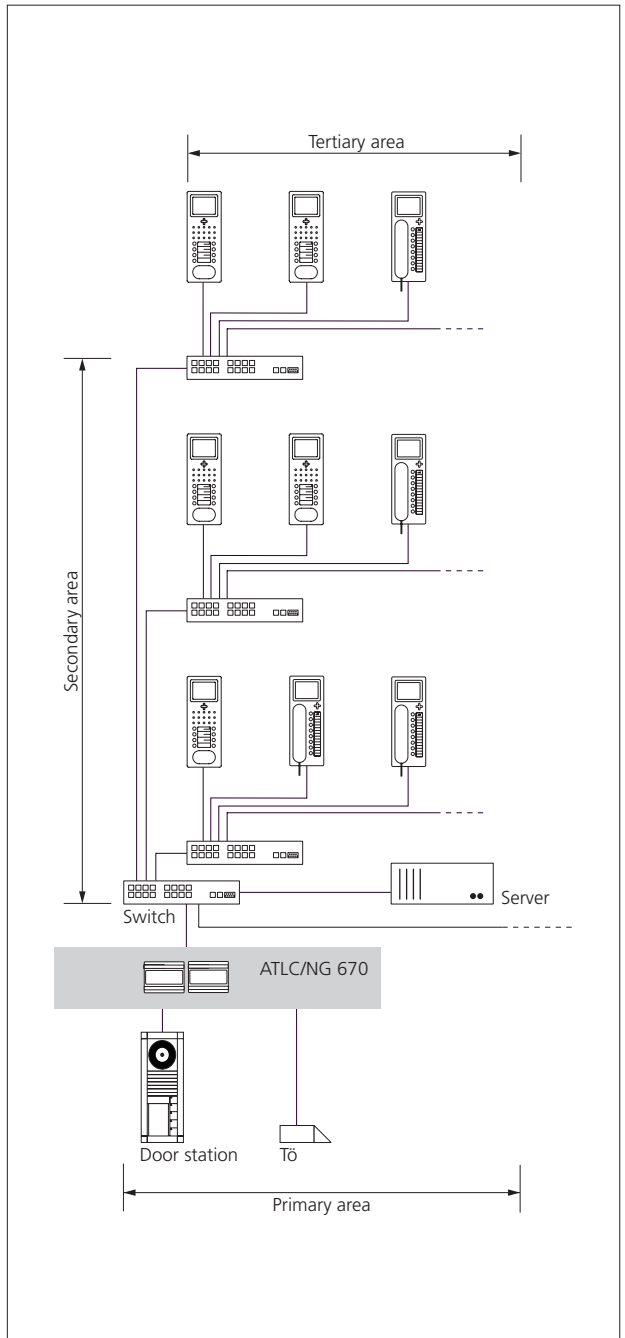 Tertiary area
Secondary area
Switch
Server
ATLC/NG 670
Door station
Tö
Primary area